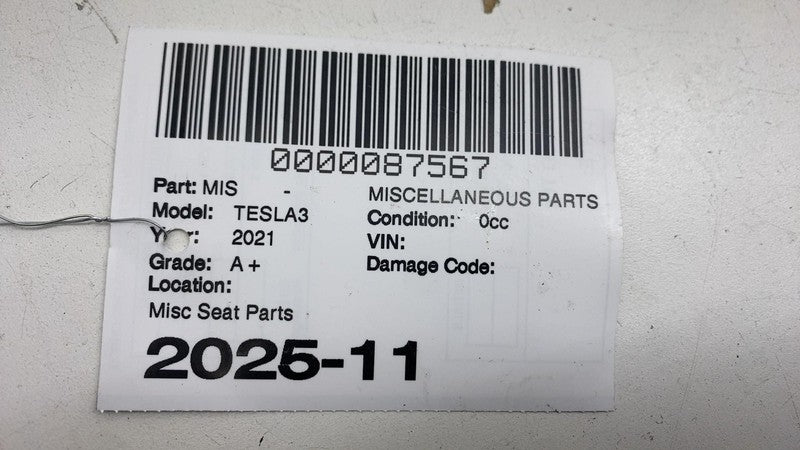 0000087567
Part: MIS - MISCELLANEOUS PARTS
Model: TESLA3 Condition: 0cc
Year: 2021 VIN:
Grade: A+ Damage Code:
Location:
Misc Seat Parts
2025-11